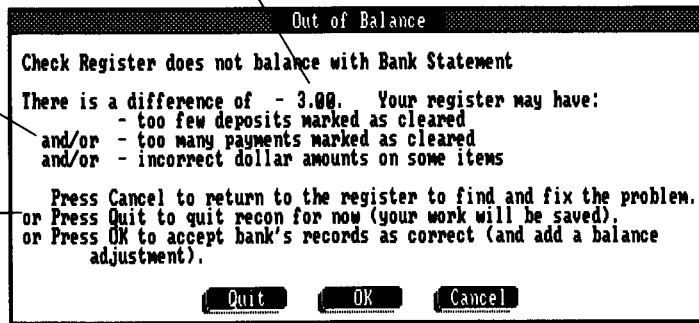 Out of Balance
Check Register does not balance with Bank Statement
There is a difference of - 3.00. Your register may have:
- too few deposits marked as cleared
and/or - too many payments marked as cleared
and/or - incorrect dollar amounts on some items
Press Cancel to return to the register to find and fix the problem.
or Press Quit to quit recon for now (your work will be saved).
or Press OK to accept bank's records as correct (and add a balance
adjustment).
Quit OK Cancel